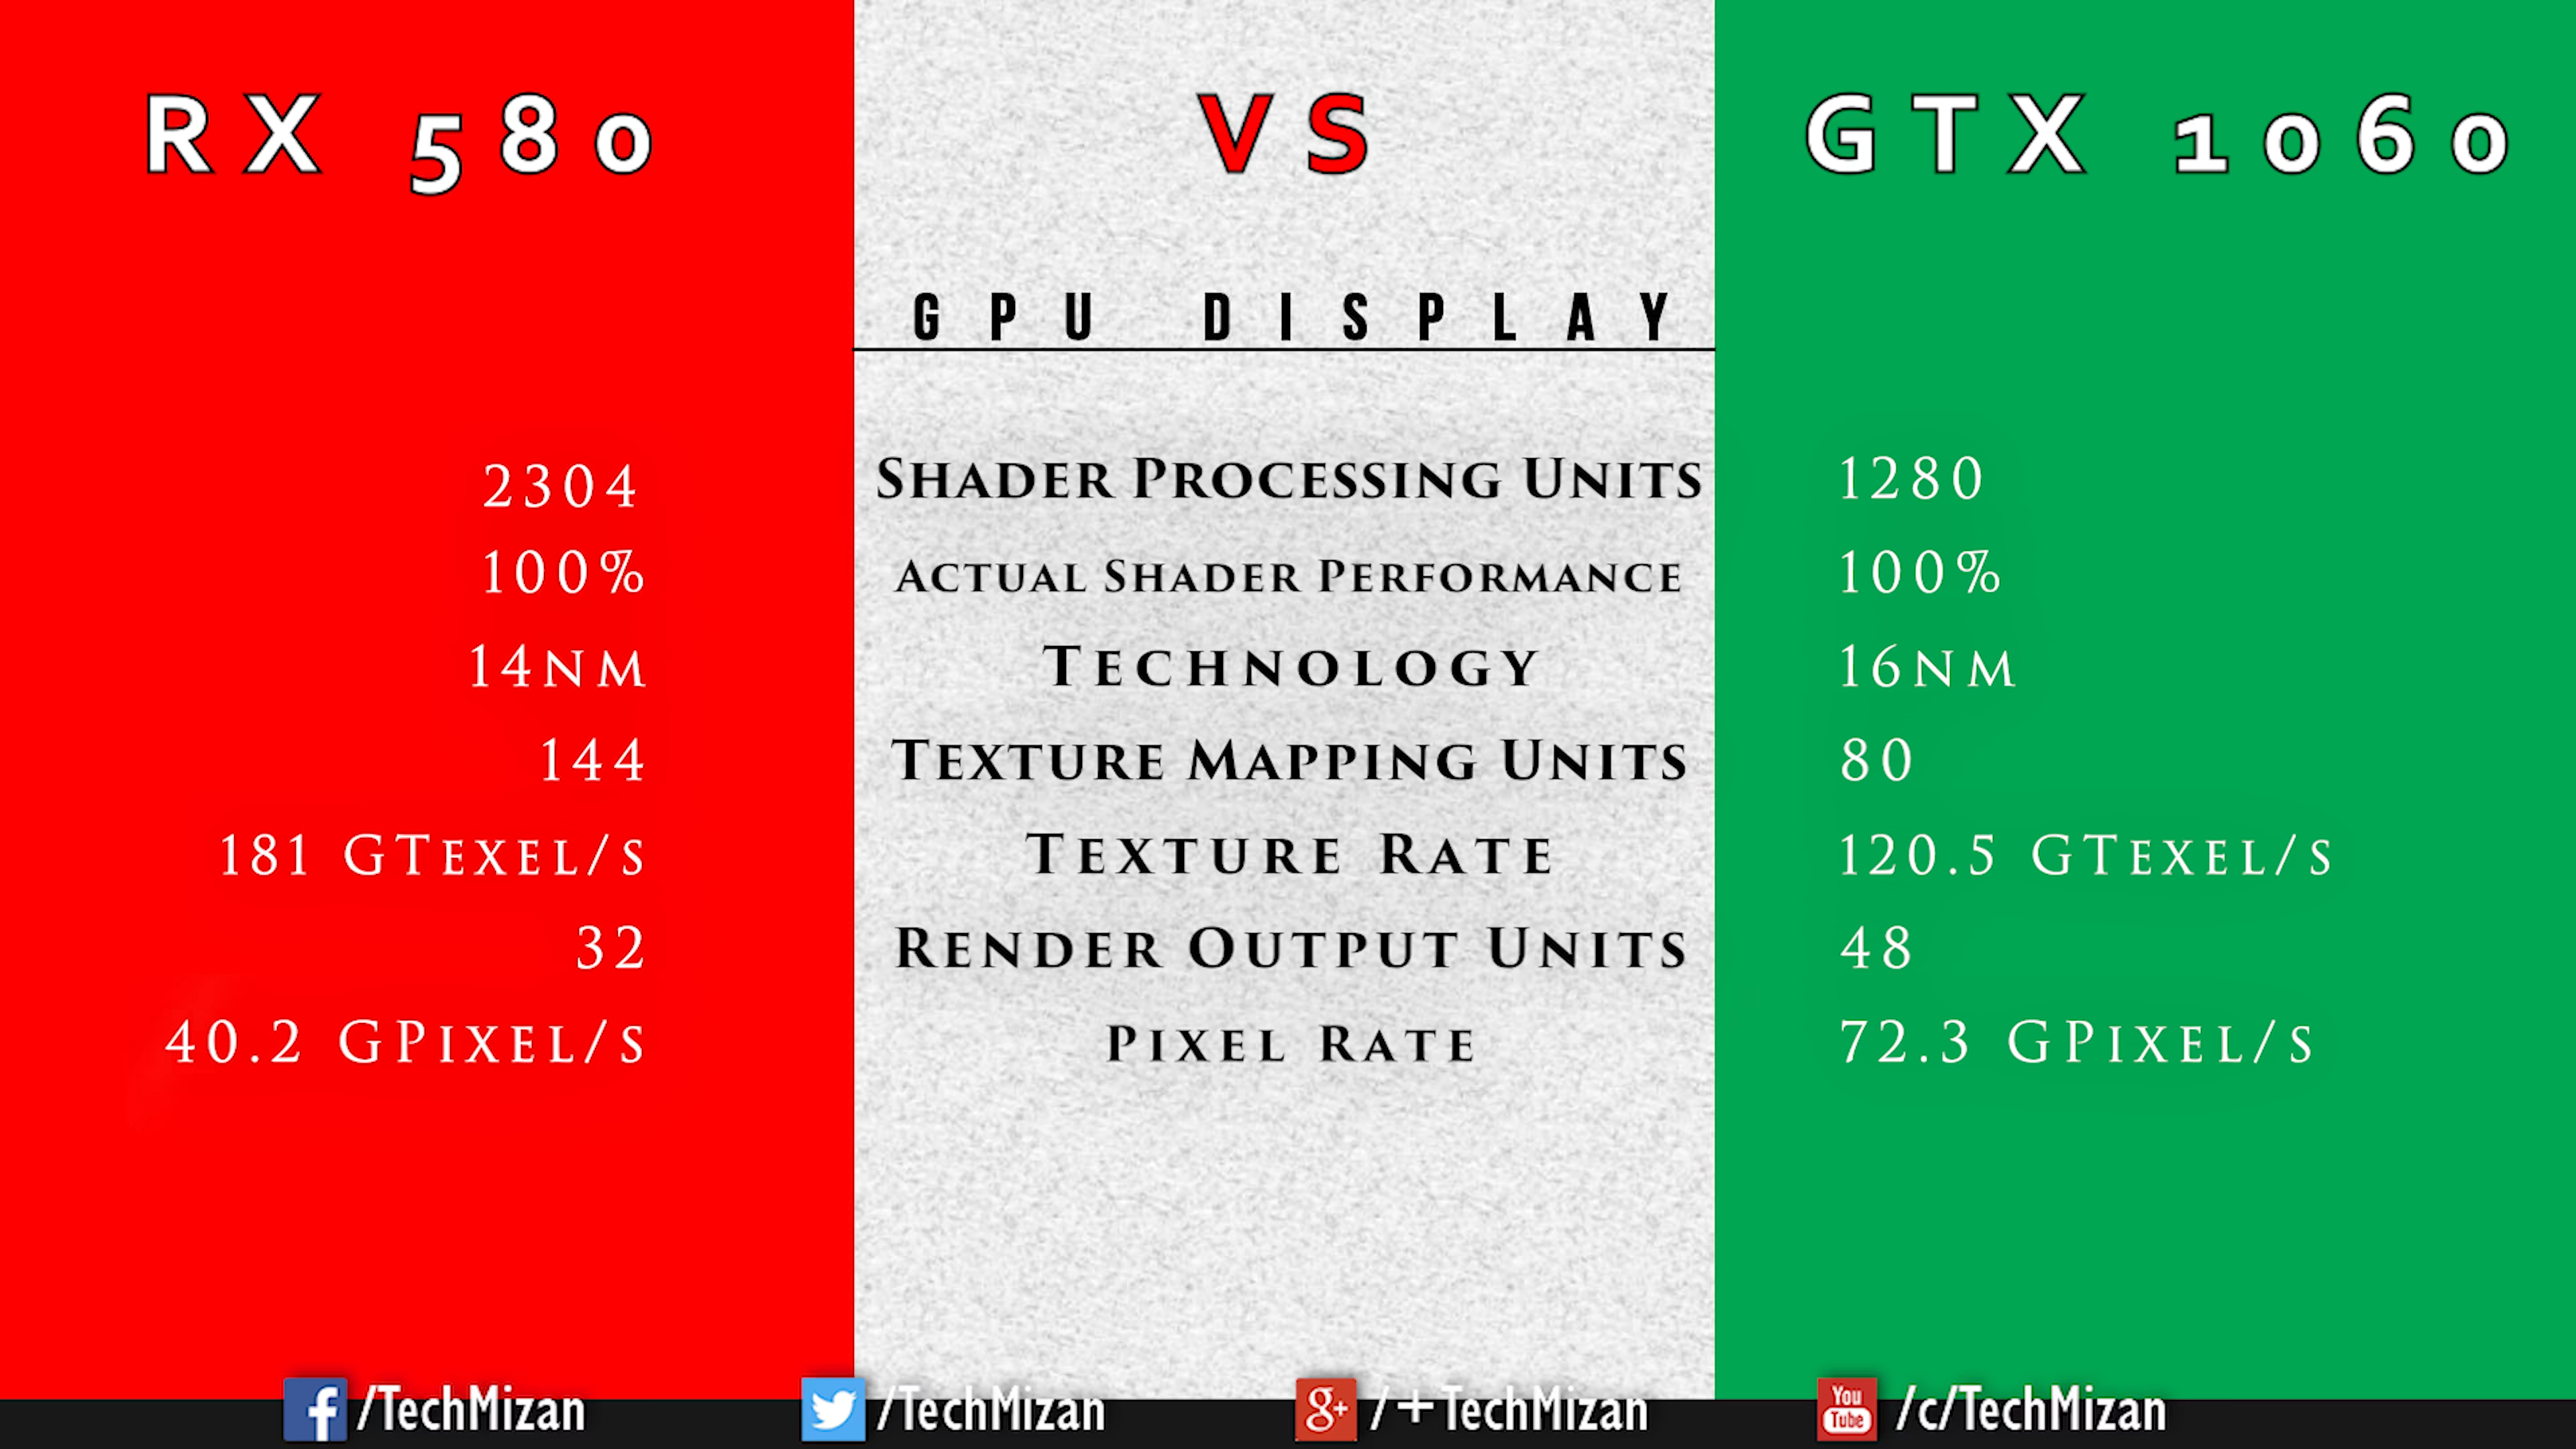 RX 580 VS GTX 1060
GPU DISPLAY
2304 Shader Processing Units 1280
100% Actual Shader Performance 100%
14nm Technology 16nm
144 Texture Mapping Units 80
181 GTexel/s Texture Rate 120.5 GTexel/s
32 Render Output Units 48
40.2 GPixel/s Pixel Rate 72.3 GPixel/s
f /TechMizan /TechMizan g+ /+TechMizan You Tube /c/TechMizan